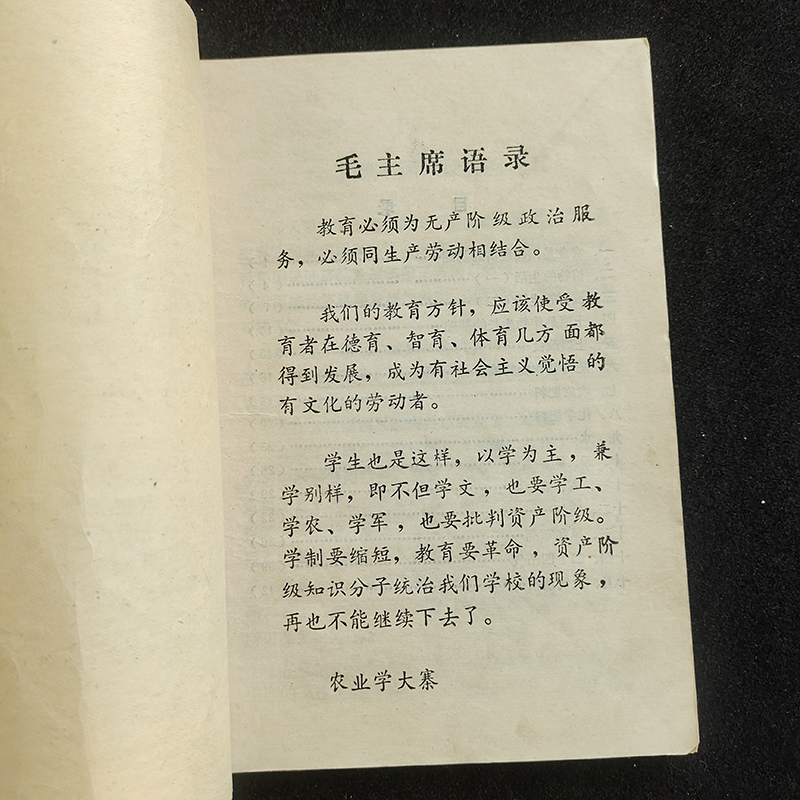 毛主席语录
教育必须为无产阶级政治服
务，必须同生产劳动相结合。
我们的教育方针，应该使受教
育者在德育、智育、体育几方面都
得到发展，成为有社会主义觉悟的
有文化的劳动者。
学生也是这样，以学为主，兼
学别样，即不但学文，也要学工、
学农、学军，也要批判资产阶级。
学制要缩短，教育要革命，资产阶
级知识分子统治我们学校的现象，
再也不能继续下去了。
农业学大寨